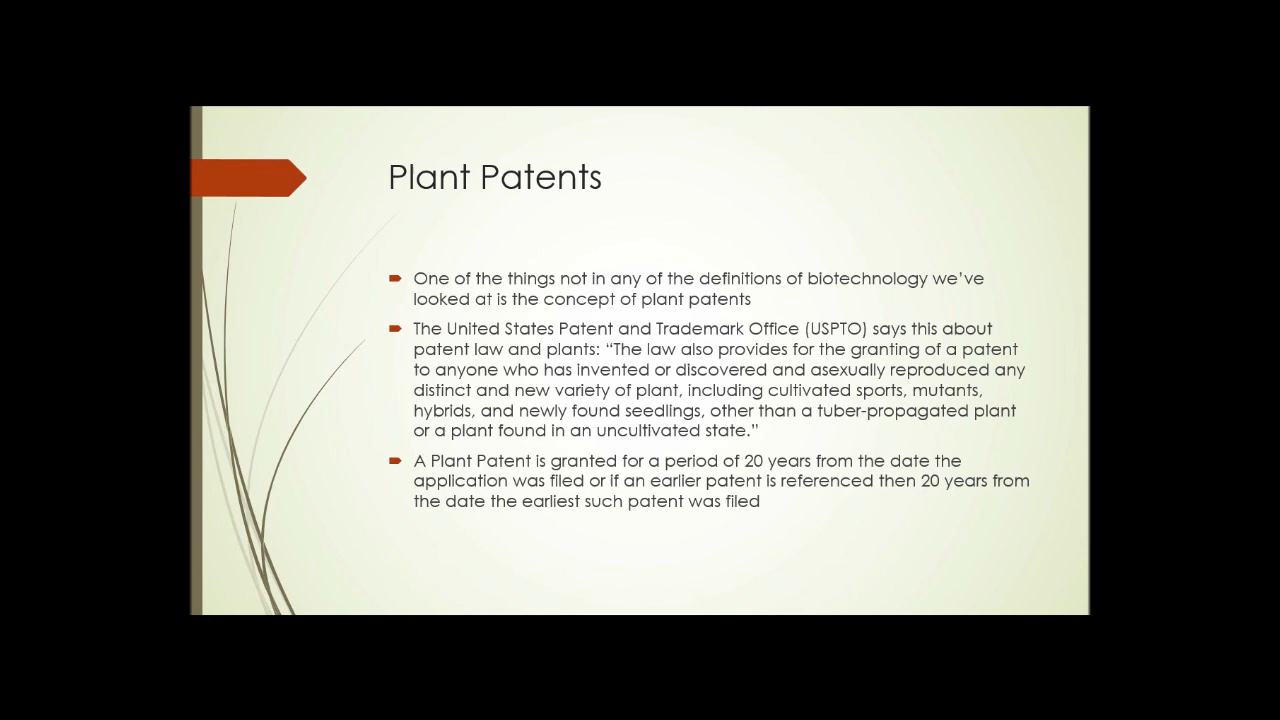 Plant Patents
One of the things not in any of the definitions of biotechnology we’ve
looked at is the concept of plant patents
The United States Patent and Trademark Office (USPTO) says this about
patent law and plants: “The law also provides for the granting of a patent
to anyone who has invented or discovered and asexually reproduced any
distinct and new variety of plant, including cultivated sports, mutants,
hybrids, and newly found seedlings, other than a tuber-propagated plant
or a plant found in an uncultivated state.”
A Plant Patent is granted for a period of 20 years from the date the
application was filed or if an earlier patent is referenced then 20 years from
the date the earliest such patent was filed